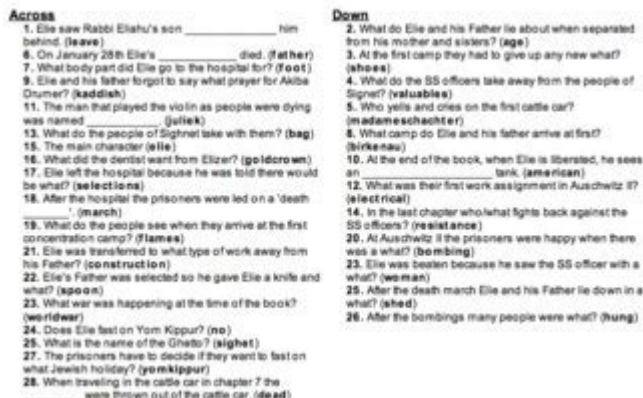 Across
1. Elie saw Rabbi Eliahu's son _______________ him
behind. (leave)
6. On January 28th Elie's _____________ died. (father)
7. What body part did Elie go to the hospital for? (foot)
9. Elie and his father forgot to say what prayer for Akiba
Drumer? (kaddish)
11. The man that played the violin as people were dying
was named ____________. (juliek)
13. What do the people of Sighnet take with them? (bag)
15. The main character (elie)
16. What did the dentist want from Elizer? (goldcrown)
17. Elie left the hospital because he was told there would
be what? (selections)
18. After the hospital the prisoners were led on a 'death
_______'. (march)
19. What do the people see when they arrive at the first
concentration camp? (flames)
21. Elie was transferred to what type of work away from
his Father? (construction)
22. Elie's Father was selected so he gave Elie a knife and
what? (spoon)
23. What war was happening at the time of the book?
(worldwar)
24. Does Elie fast on Yom Kippur? (no)
25. What is the name of the Ghetto? (sighet)
27. The prisoners have to decide if they want to fast on
what Jewish holiday? (yomkippur)
28. When traveling in the cattle car in chapter 7 the
__________ were thrown out of the cattle car. (dead)
Down
2. What do Elie and his Father lie about when separated
from his mother and sisters? (age)
3. At the first camp they had to give up any new what?
(shoes)
4. What do the SS officers take away from the people of
Signet? (valuables)
5. Who yells and cries on the first cattle car?
(madameschachter)
8. What camp do Elie and his father arrive at first?
(birkenau)
10. At the end of the book, when Elie is liberated, he sees
an _____________________ tank. (american)
12. What was their first work assignment in Auschwitz II?
(electrical)
14. In the last chapter who/what fights back against the
SS officers? (resistance)
20. At Auschwitz II the prisoners were happy when there
was a what? (bombing)
23. Elie was beaten because he saw the SS officer with a
what? (woman)
25. After the death march Elie and his Father lie down in a
what? (shed)
26. After the bombings many people were what? (hung)